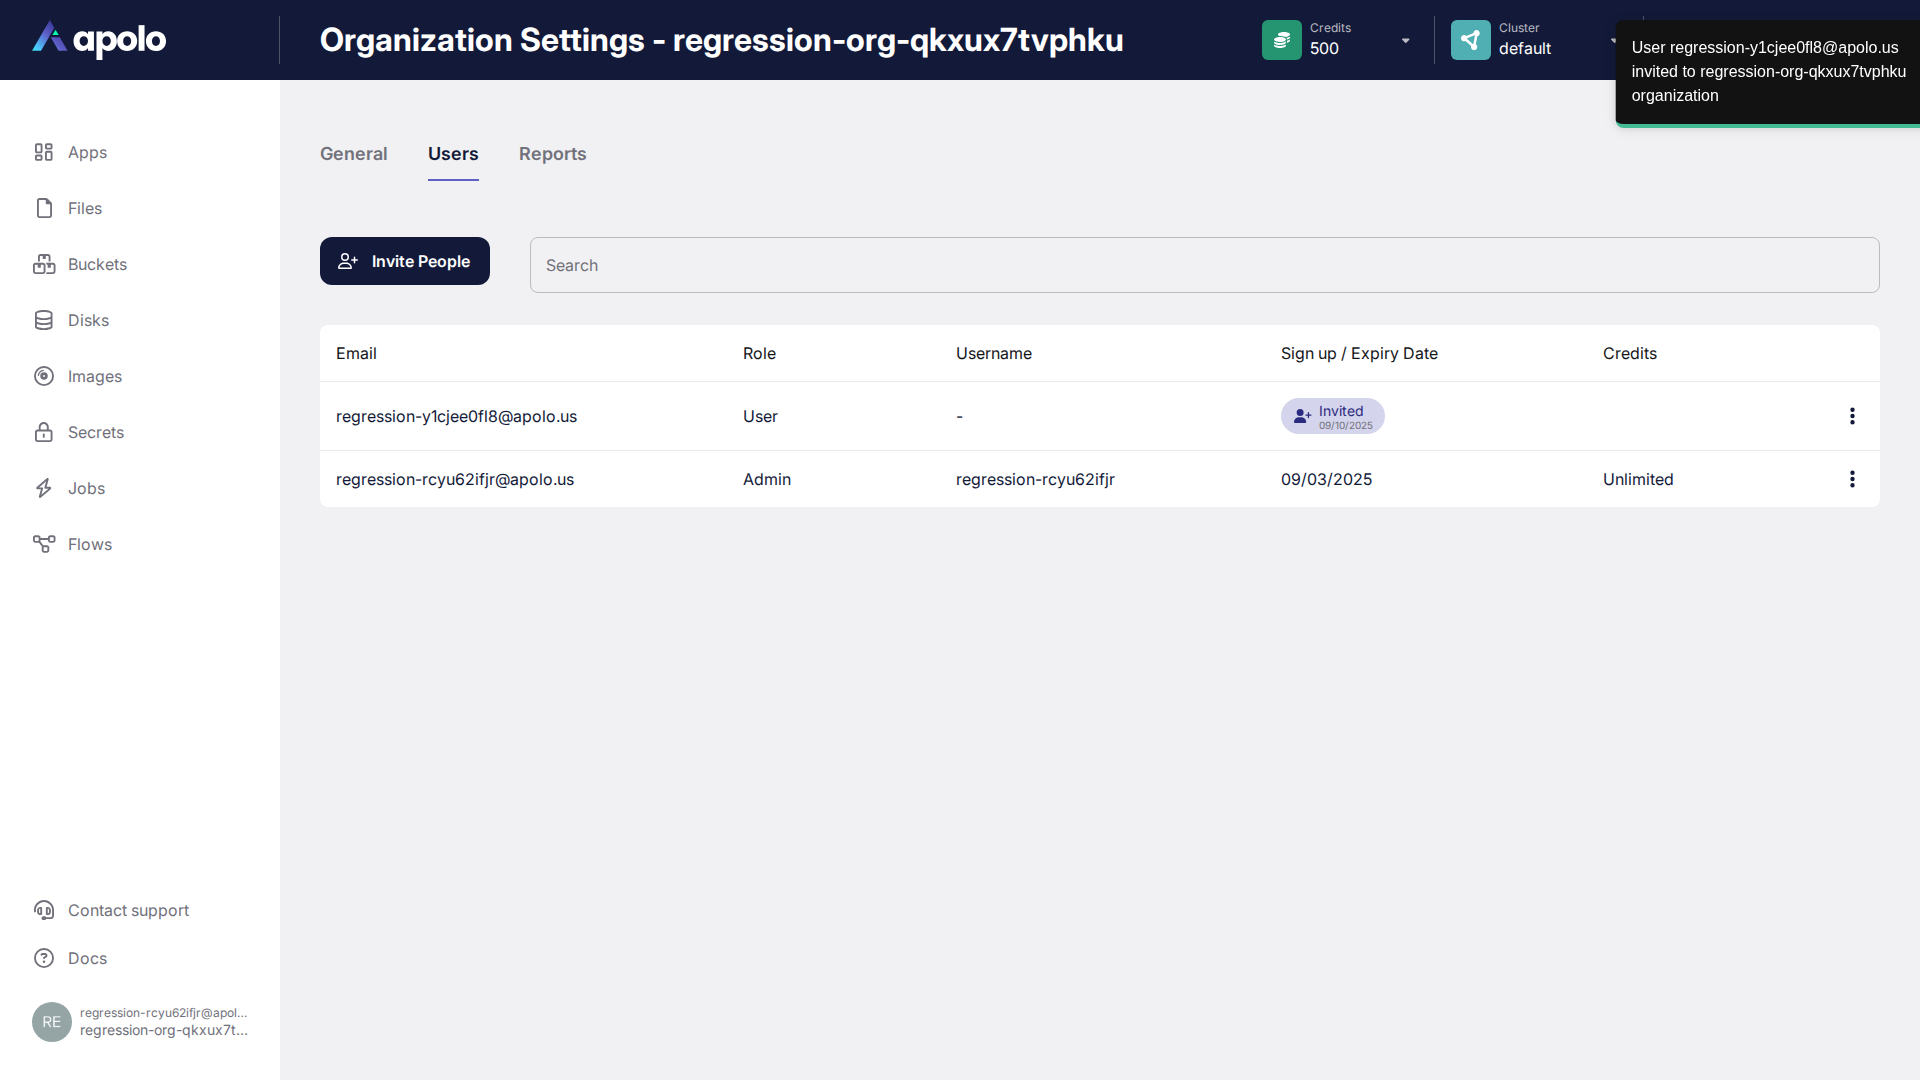 apolo
Organization Settings - regression-org-qkxux7tvphku
Credits
500
Cluster
default
User regression-y1cjee0fl8@apolo.us
invited to regression-org-qkxux7tvphku
organization
Apps
Files
Buckets
Disks
Images
Secrets
Jobs
Flows
General
Users
Reports
Invite People
Search
Email
Role
Username
Sign up / Expiry Date
Credits
regression-y1cjee0fl8@apolo.us
User
-
Invited
09/10/2025
regression-rcyu62ifjr@apolo.us
Admin
regression-rcyu62ifjr
09/03/2025
Unlimited
Contact support
Docs
RE
regression-rcyu62ifjr@apol...
regression-org-qkxux7t...